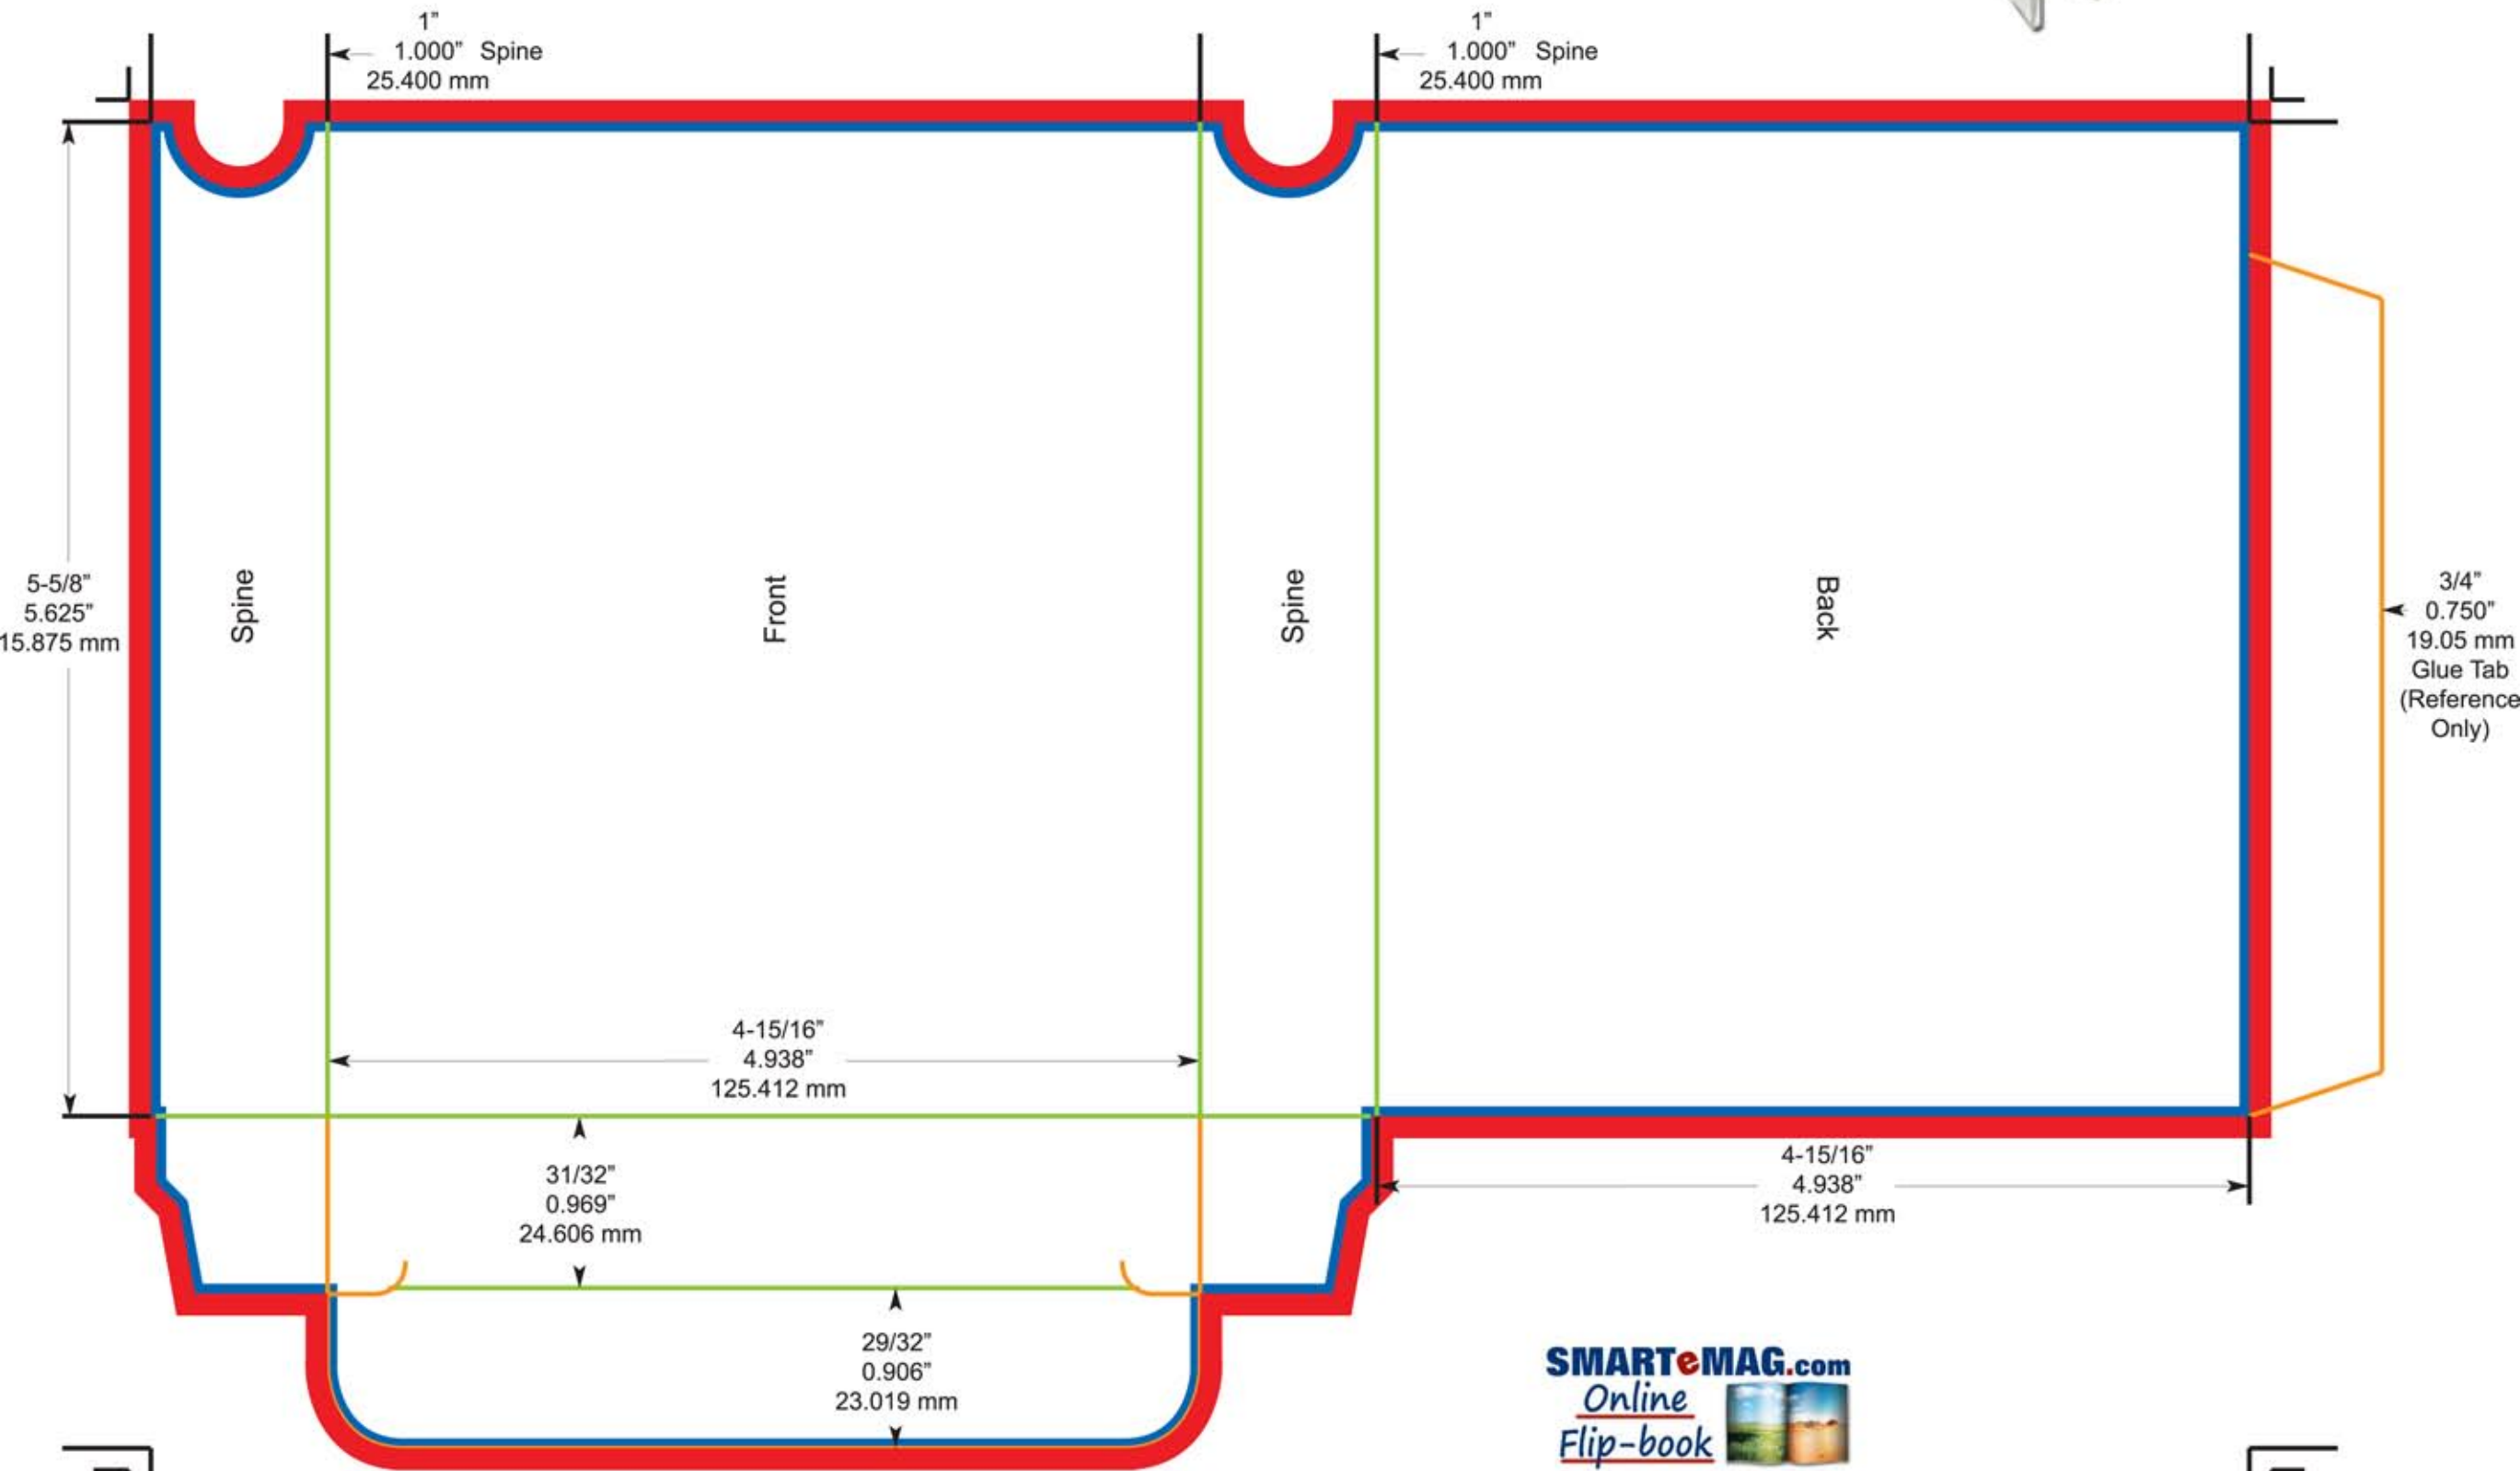 1”
1.000” Spine
25.400 mm
1”
1.000” Spine
25.400 mm
5-5/8”
5.625”
15.875 mm
Spine
Front
Spine
Back
3/4”
0.750”
19.05 mm
Glue Tab
(Reference
Only)
4-15/16”
4.938”
125.412 mm
31/32”
0.969”
24.606 mm
4-15/16”
4.938”
125.412 mm
29/32”
0.906”
23.019 mm
SMARTeMAG.com
Online
Flip-book